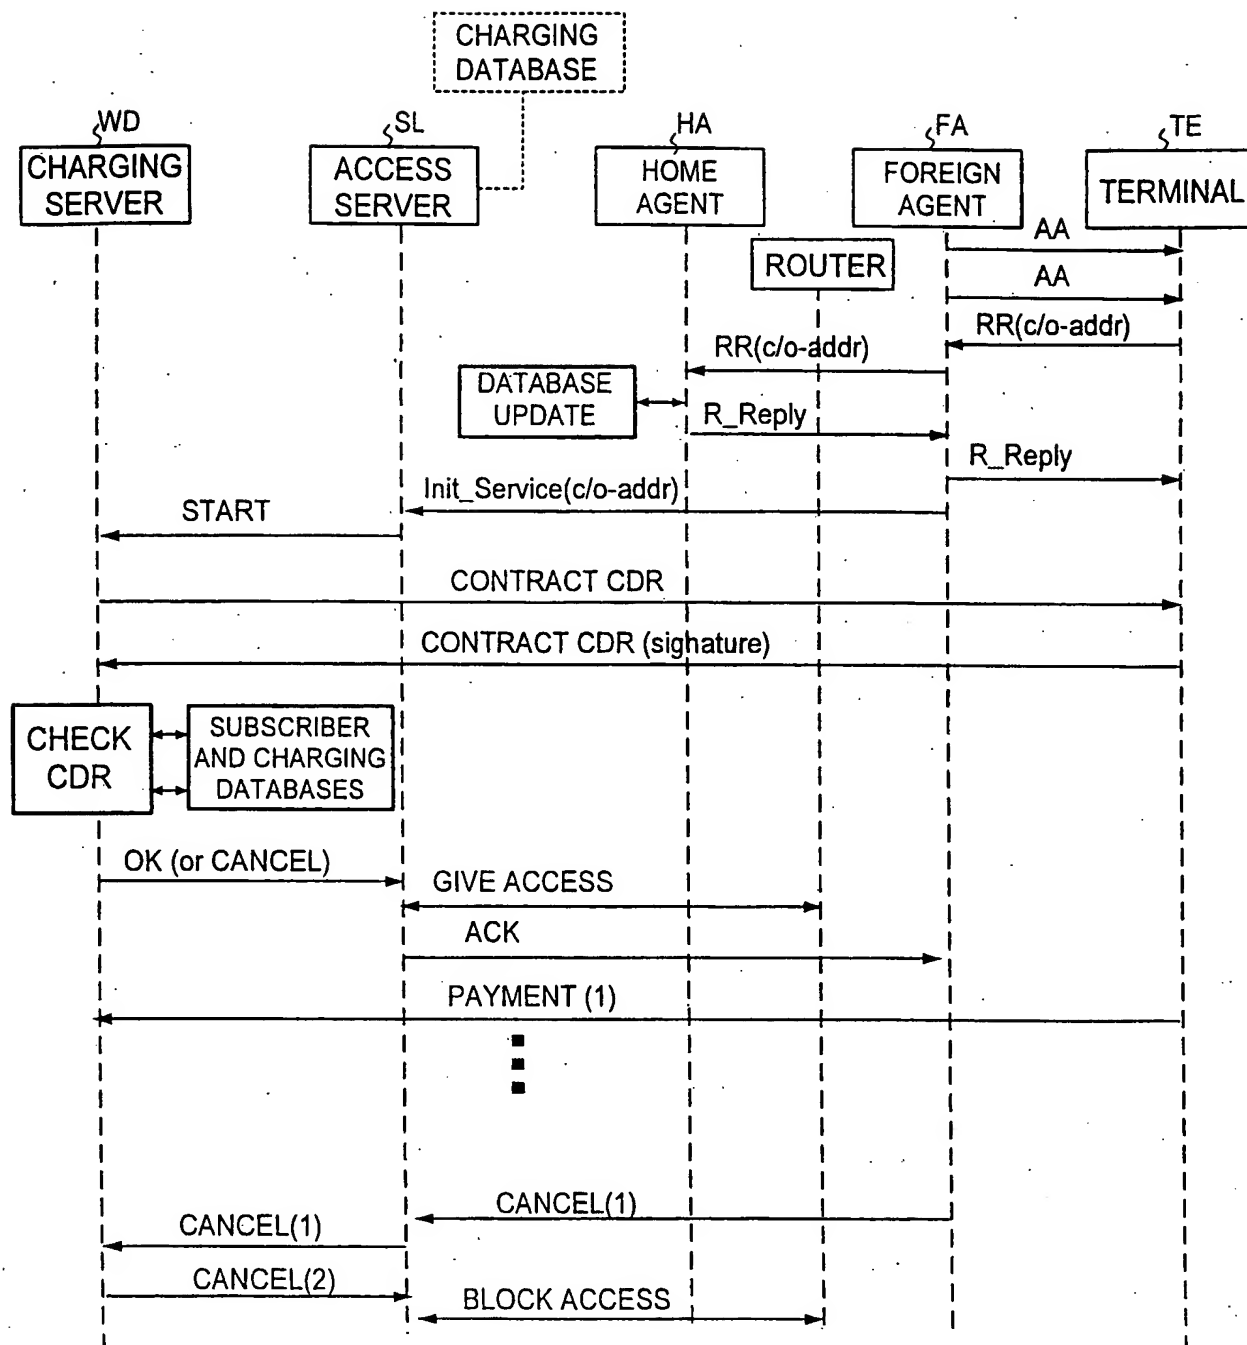 CHARGING
DATABASE
WD
SL
HA
FA
TE
CHARGING
SERVER
ACCESS
SERVER
HOME
AGENT
FOREIGN
AGENT
TERMINAL
AA
ROUTER
AA
RR(c/o-addr)
RR(c/o-addr)
DATABASE
UPDATE
R_Reply
R_Reply
Init_Service(c/o-addr)
START
CONTRACT CDR
CONTRACT CDR (signature)
CHECK
CDR
SUBSCRIBER
AND CHARGING
DATABASES
OK (or CANCEL)
GIVE ACCESS
ACK
PAYMENT (1)
CANCEL(1)
CANCEL(1)
CANCEL(2)
BLOCK ACCESS